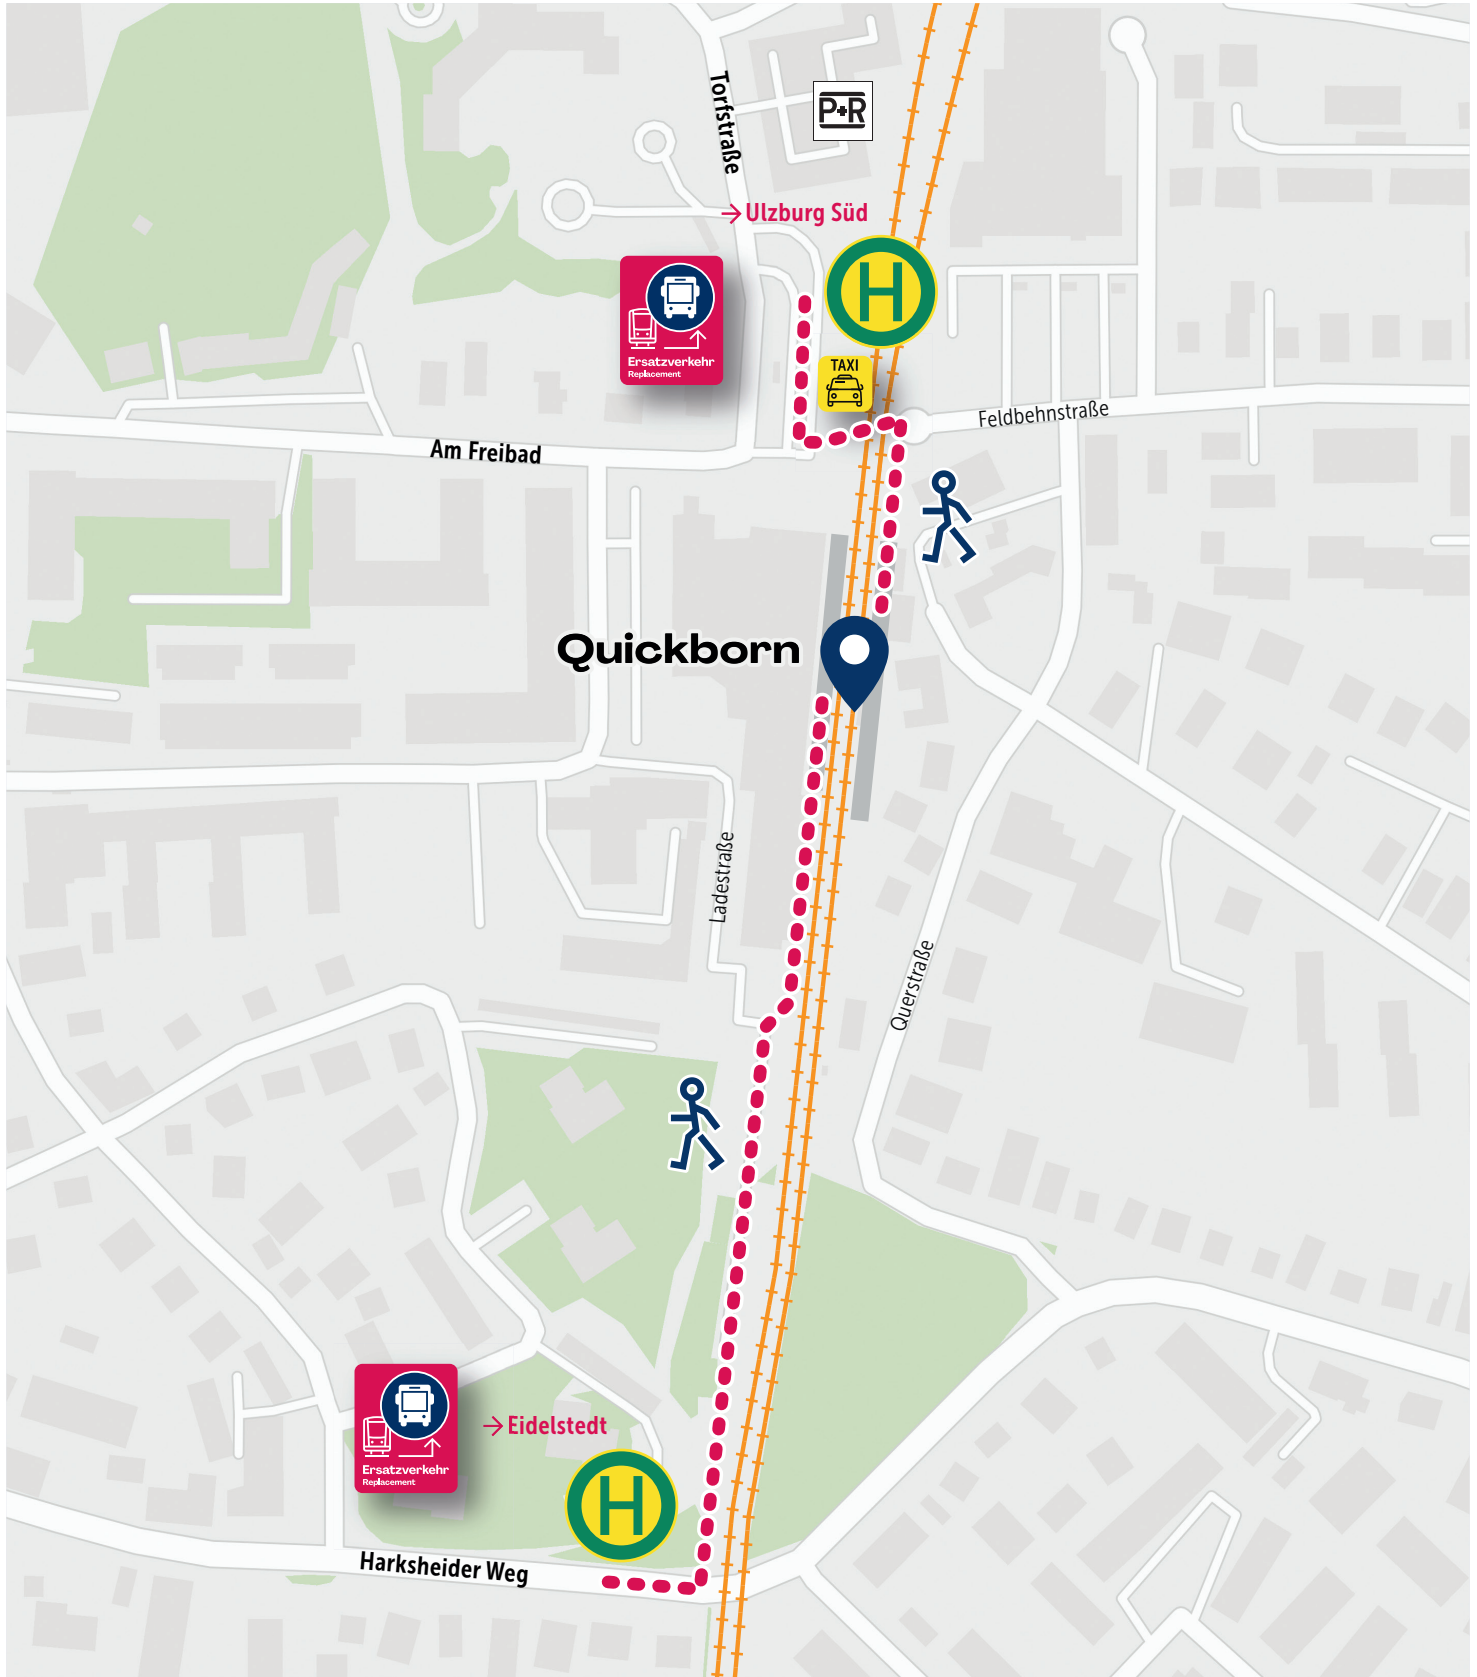 Torfstraße
P+R
→ Ulzburg Süd
H
Ersatzverkehr
Replacement
TAXI
Feldbehnstraße
Am Freibad
Quickborn
Ladestraße
Querstraße
Ersatzverkehr
Replacement
→ Eidelstedt
H
Harksheider Weg